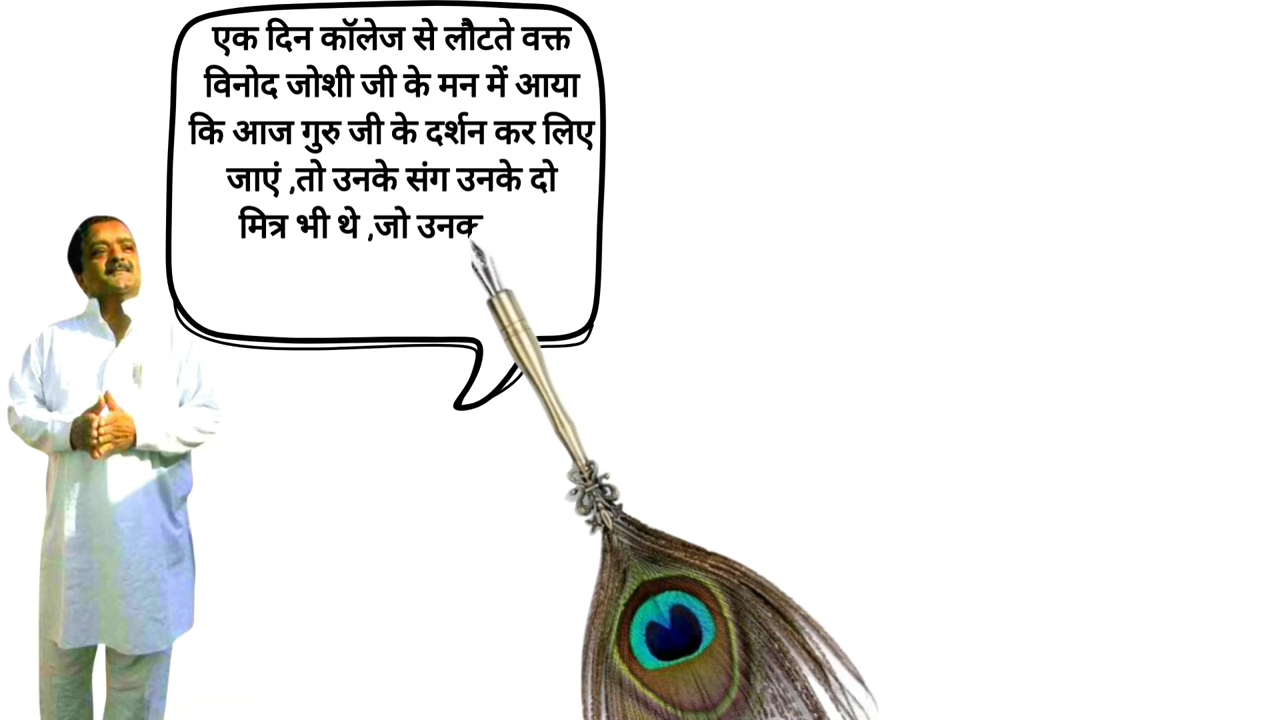 एक दिन कॉलेज से लौटते वक्त
विनोद जोशी जी के मन में आया
कि आज गुरु जी के दर्शन कर लिए
जाएं ,तो उनके संग उनके दो
मित्र भी थे ,जो उनक